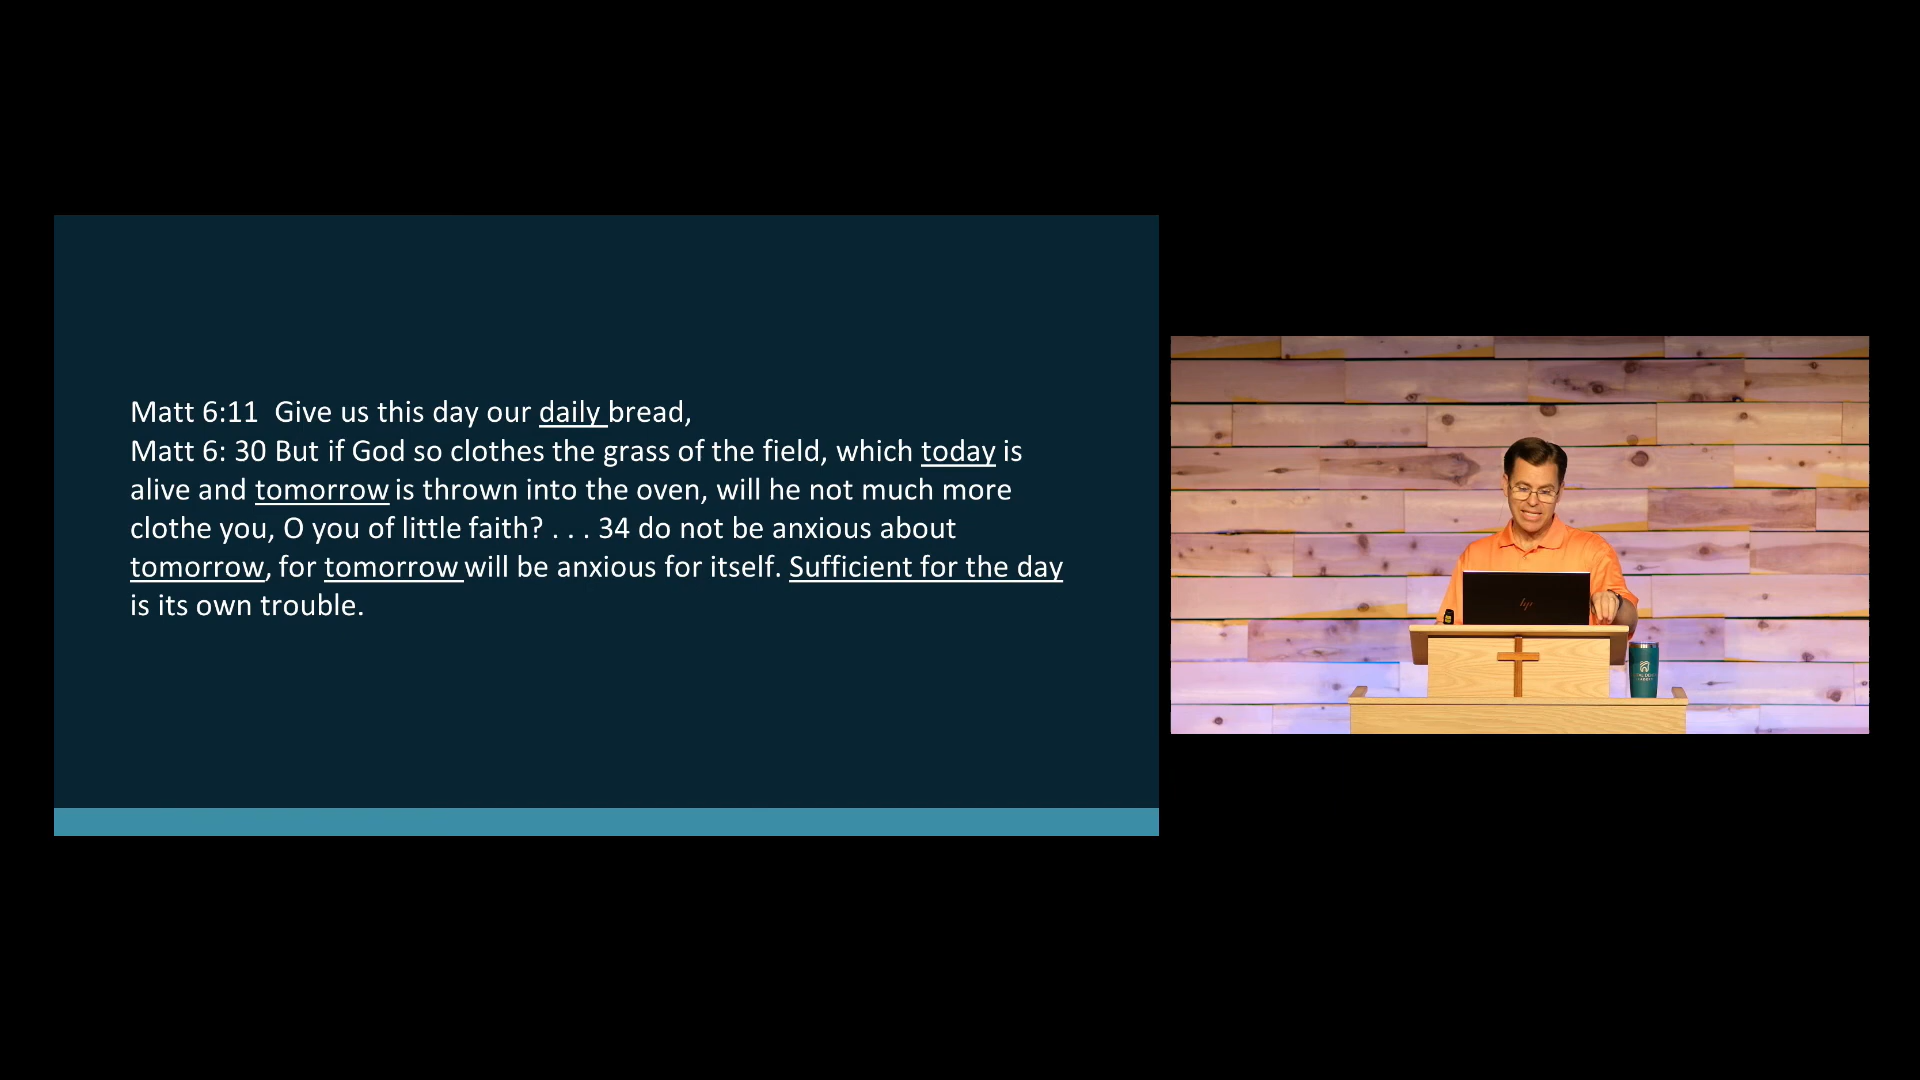 Matt 6:11  Give us this day our daily bread,
Matt 6: 30 But if God so clothes the grass of the field, which today is
alive and tomorrow is thrown into the oven, will he not much more
clothe you, O you of little faith? . . . 34 do not be anxious about
tomorrow, for tomorrow will be anxious for itself. Sufficient for the day
is its own trouble.
hp